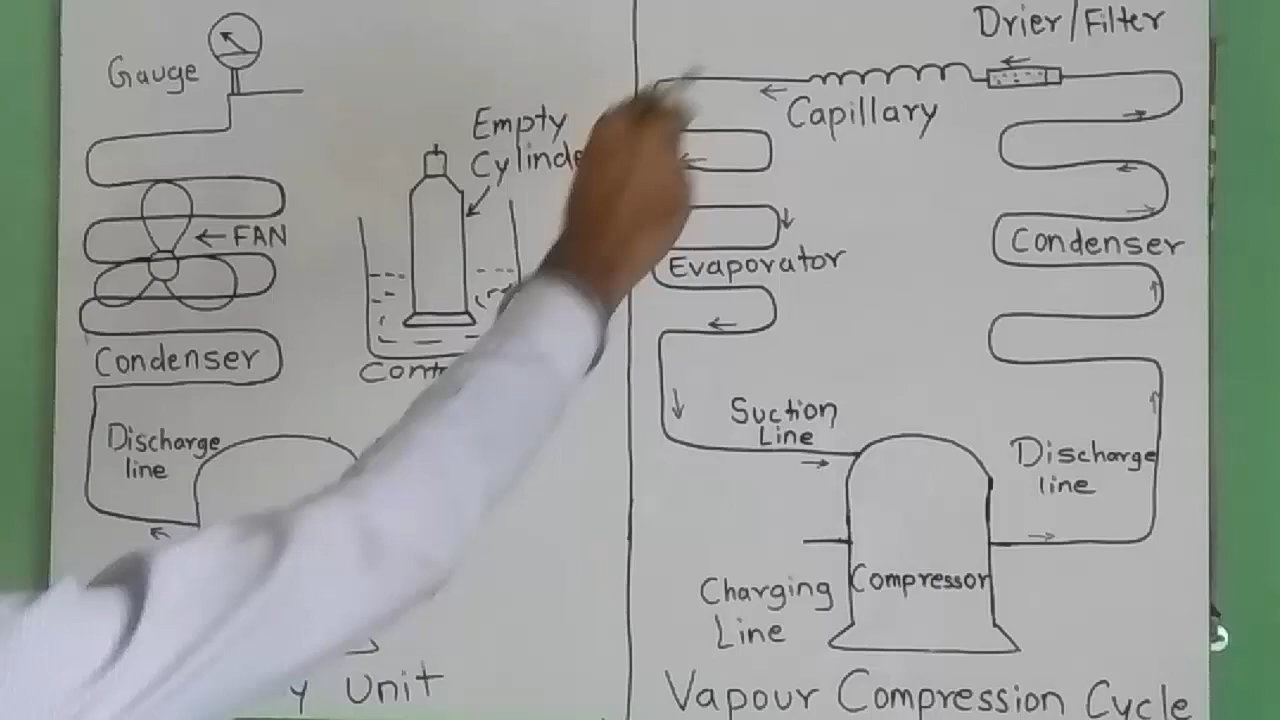 Gauge
FAN
Condenser
Discharge
line
Empty
Unit
Drier/Filter
Capillary
Evaporator
Condenser
Suction
Line
Discharge
line
Charging
Line
Compressor
Vapour Compression Cycle